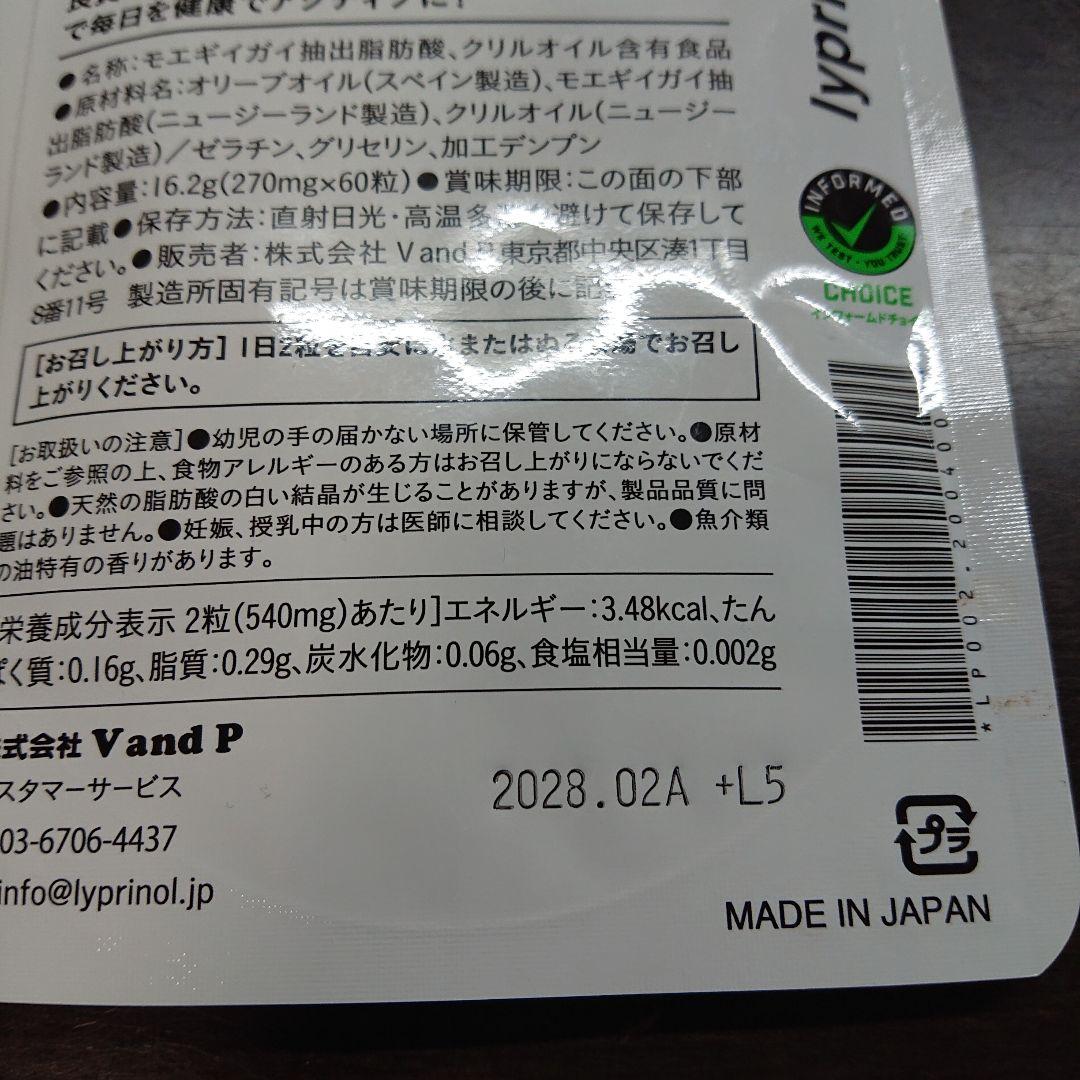 で毎日を健康でアクティブに!
●名称:モエギイガイ抽出脂肪酸、クリルオイル含有食品
●原材料名:オリーブオイル(スペイン製造)、モエギイガイ抽
出脂肪酸(ニュージーランド製造)、クリルオイル(ニュージー
ランド製造)/ゼラチン、グリセリン、加工デンプン
●内容量:16.2g(270mg×60粒)●賞味期限:この面の下部
に記載●保存方法:直射日光・高温多 避けて保存して
ください。●販売者:株式会社 V and P 東京都中央区湊1丁目
8番11号 製造所固有記号は賞味期限の後に記
[お召し上がり方] 1日2粒を目安に またはぬ でお召し
上がりください。
[お取扱いの注意]●幼児の手の届かない場所に保管してください。●原材
料をご参照の上、食物アレルギーのある方はお召し上がりにならないでくだ
さい。●天然の脂肪酸の白い結晶が生じることがありますが、製品品質に問
題はありません。●妊娠、授乳中の方は医師に相談してください。●魚介類
の油特有の香りがあります。
栄養成分表示 2粒(540mg)あたり]エネルギー:3.48kcal、たん
ぱく質:0.16g、脂質:0.29g、炭水化物:0.06g、食塩相当量:0.002g
式会社 V and P
スタマーサービス
03-6706-4437
info@lyprinol.jp
2028.02A +L5
lyprin
INFORMED
WE TEST · YOU TRUST
CHOICE
インフォームドチョイ
*LP002-20040
プラ
MADE IN JAPAN